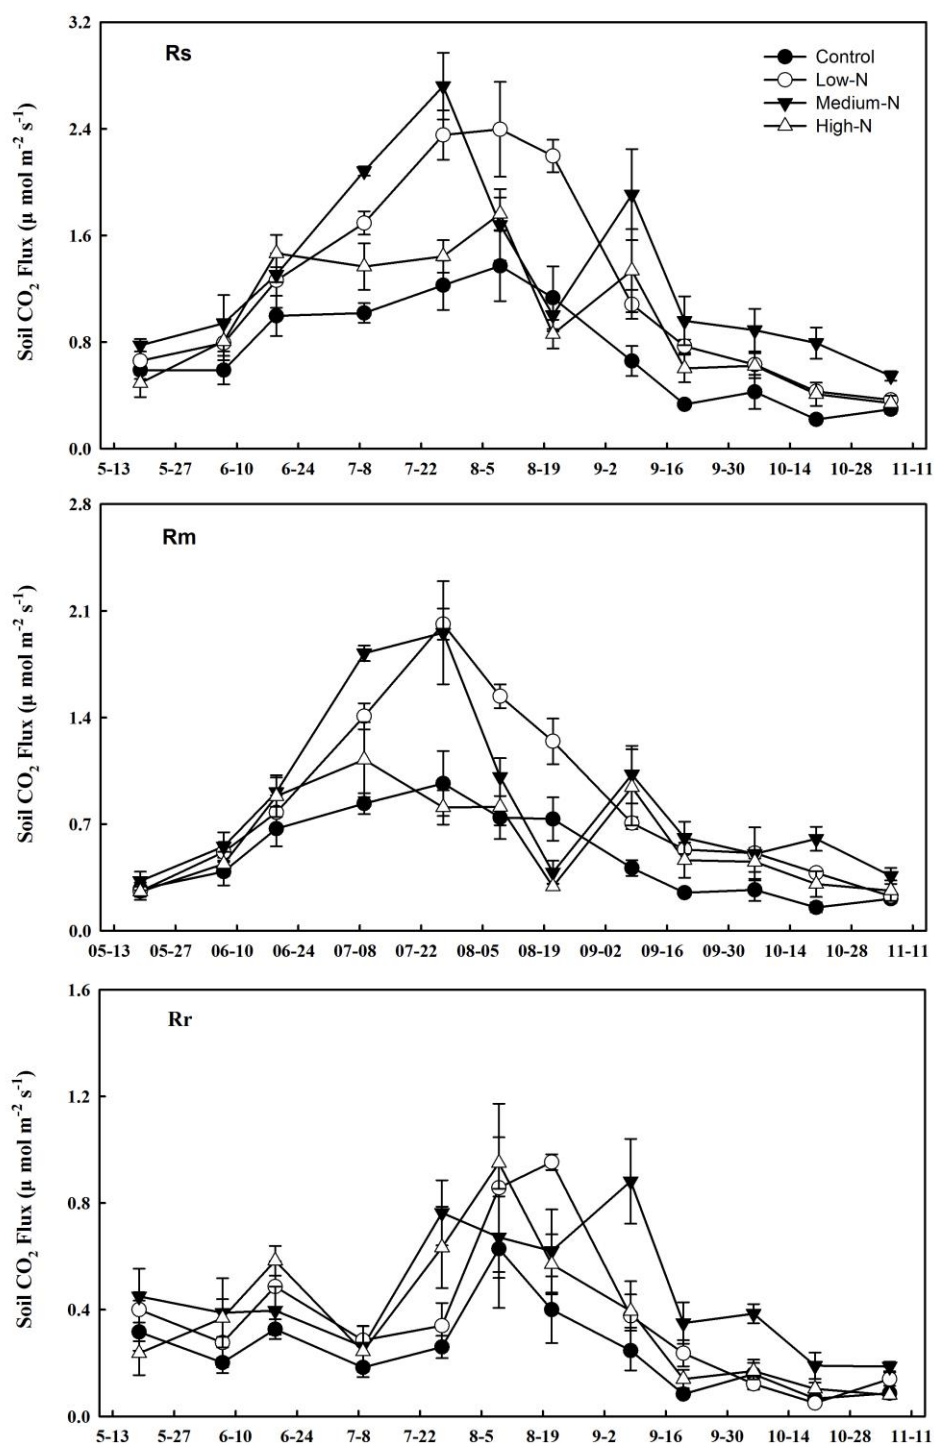 Rs
Control
Low-N
Medium-N
High-N
Soil CO₂ Flux (μ mol m⁻² s⁻¹)
3.2
2.4
1.6
0.8
0.0
5-13 5-27 6-10 6-24 7-8 7-22 8-5 8-19 9-2 9-16 9-30 10-14 10-28 11-11
Rm
Soil CO₂ Flux (μ mol m⁻² s⁻¹)
2.8
2.1
1.4
0.7
0.0
05-13 05-27 06-10 06-24 07-08 07-22 08-05 08-19 09-02 09-16 09-30 10-14 10-28 11-11
Rr
Soil CO₂ Flux (μ mol m⁻² s⁻¹)
1.6
1.2
0.8
0.4
0.0
5-13 5-27 6-10 6-24 7-8 7-22 8-5 8-19 9-2 9-16 9-30 10-14 10-28 11-11